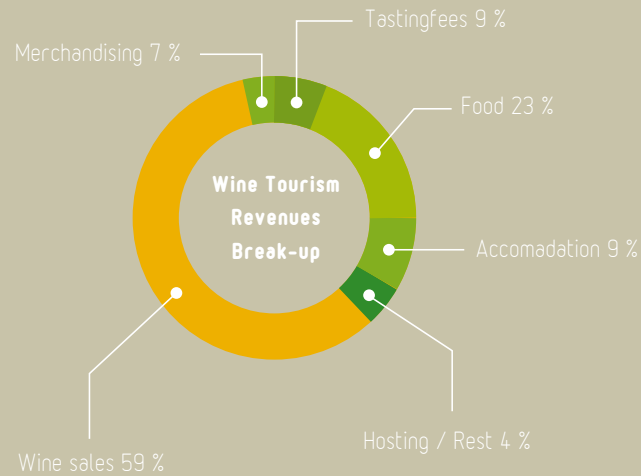 Tastingfees 9 %
Merchandising 7 %
Food 23 %
Wine Tourism
Revenues
Break-up
Accomadation 9 %
Hosting / Rest 4 %
Wine sales 59 %